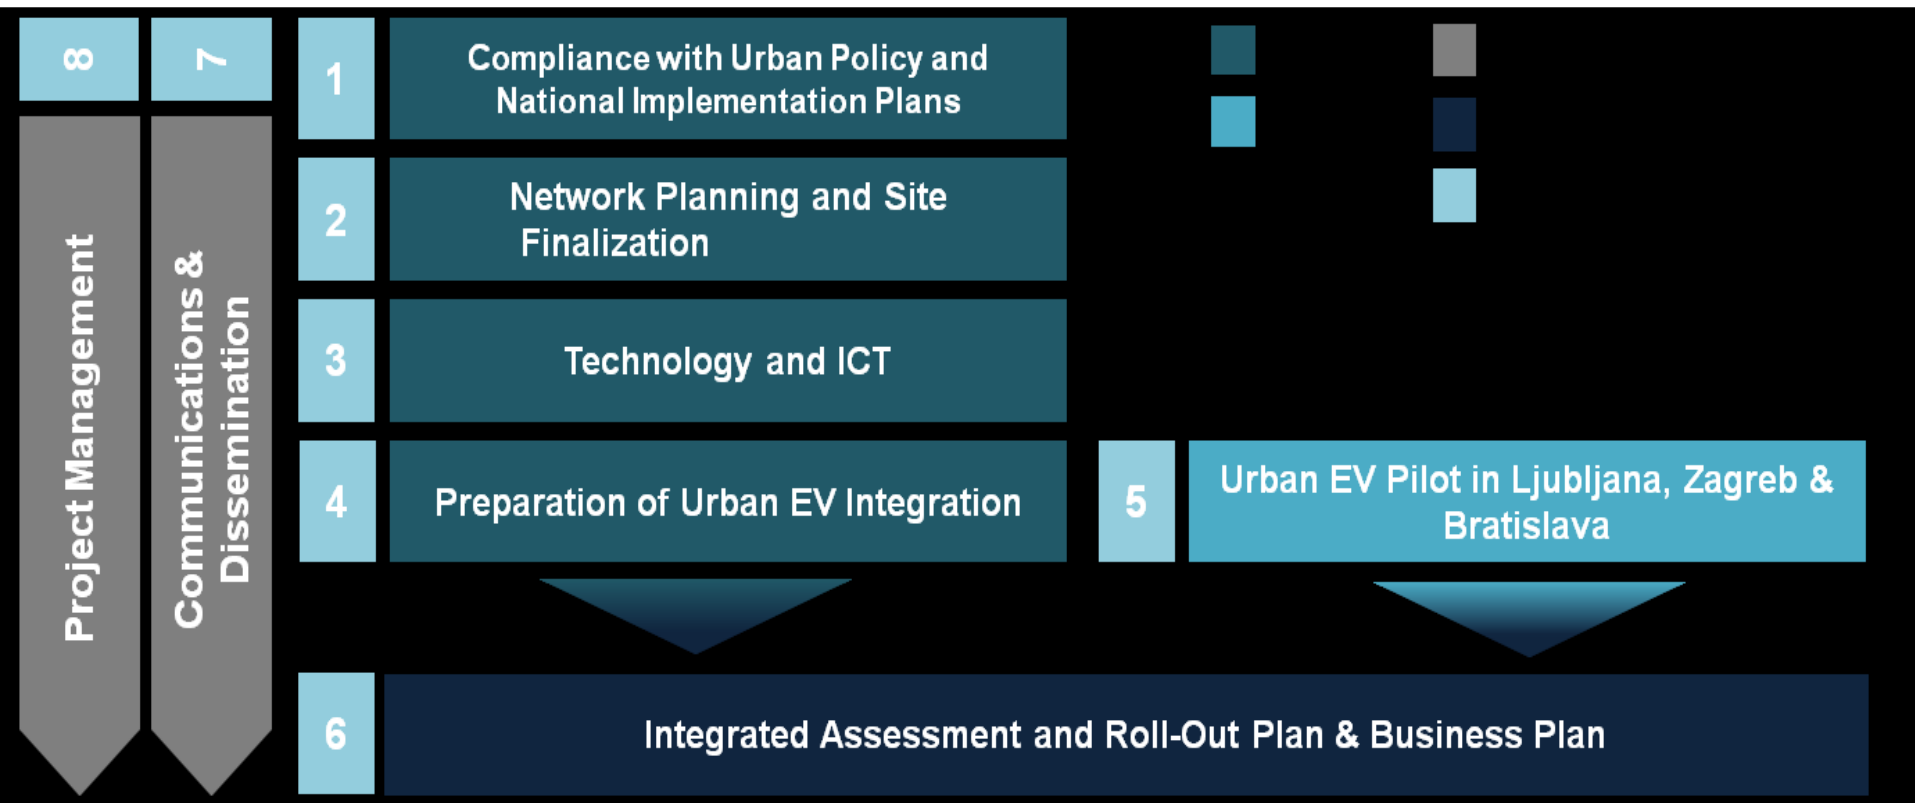 8
7
1
Compliance with Urban Policy and
National Implementation Plans
2
Network Planning and Site
Finalization
3
Technology and ICT
4
Preparation of Urban EV Integration
5
Urban EV Pilot in Ljubljana, Zagreb &
Bratislava
6
Integrated Assessment and Roll-Out Plan & Business Plan
Project Management
Communications &
Dissemination